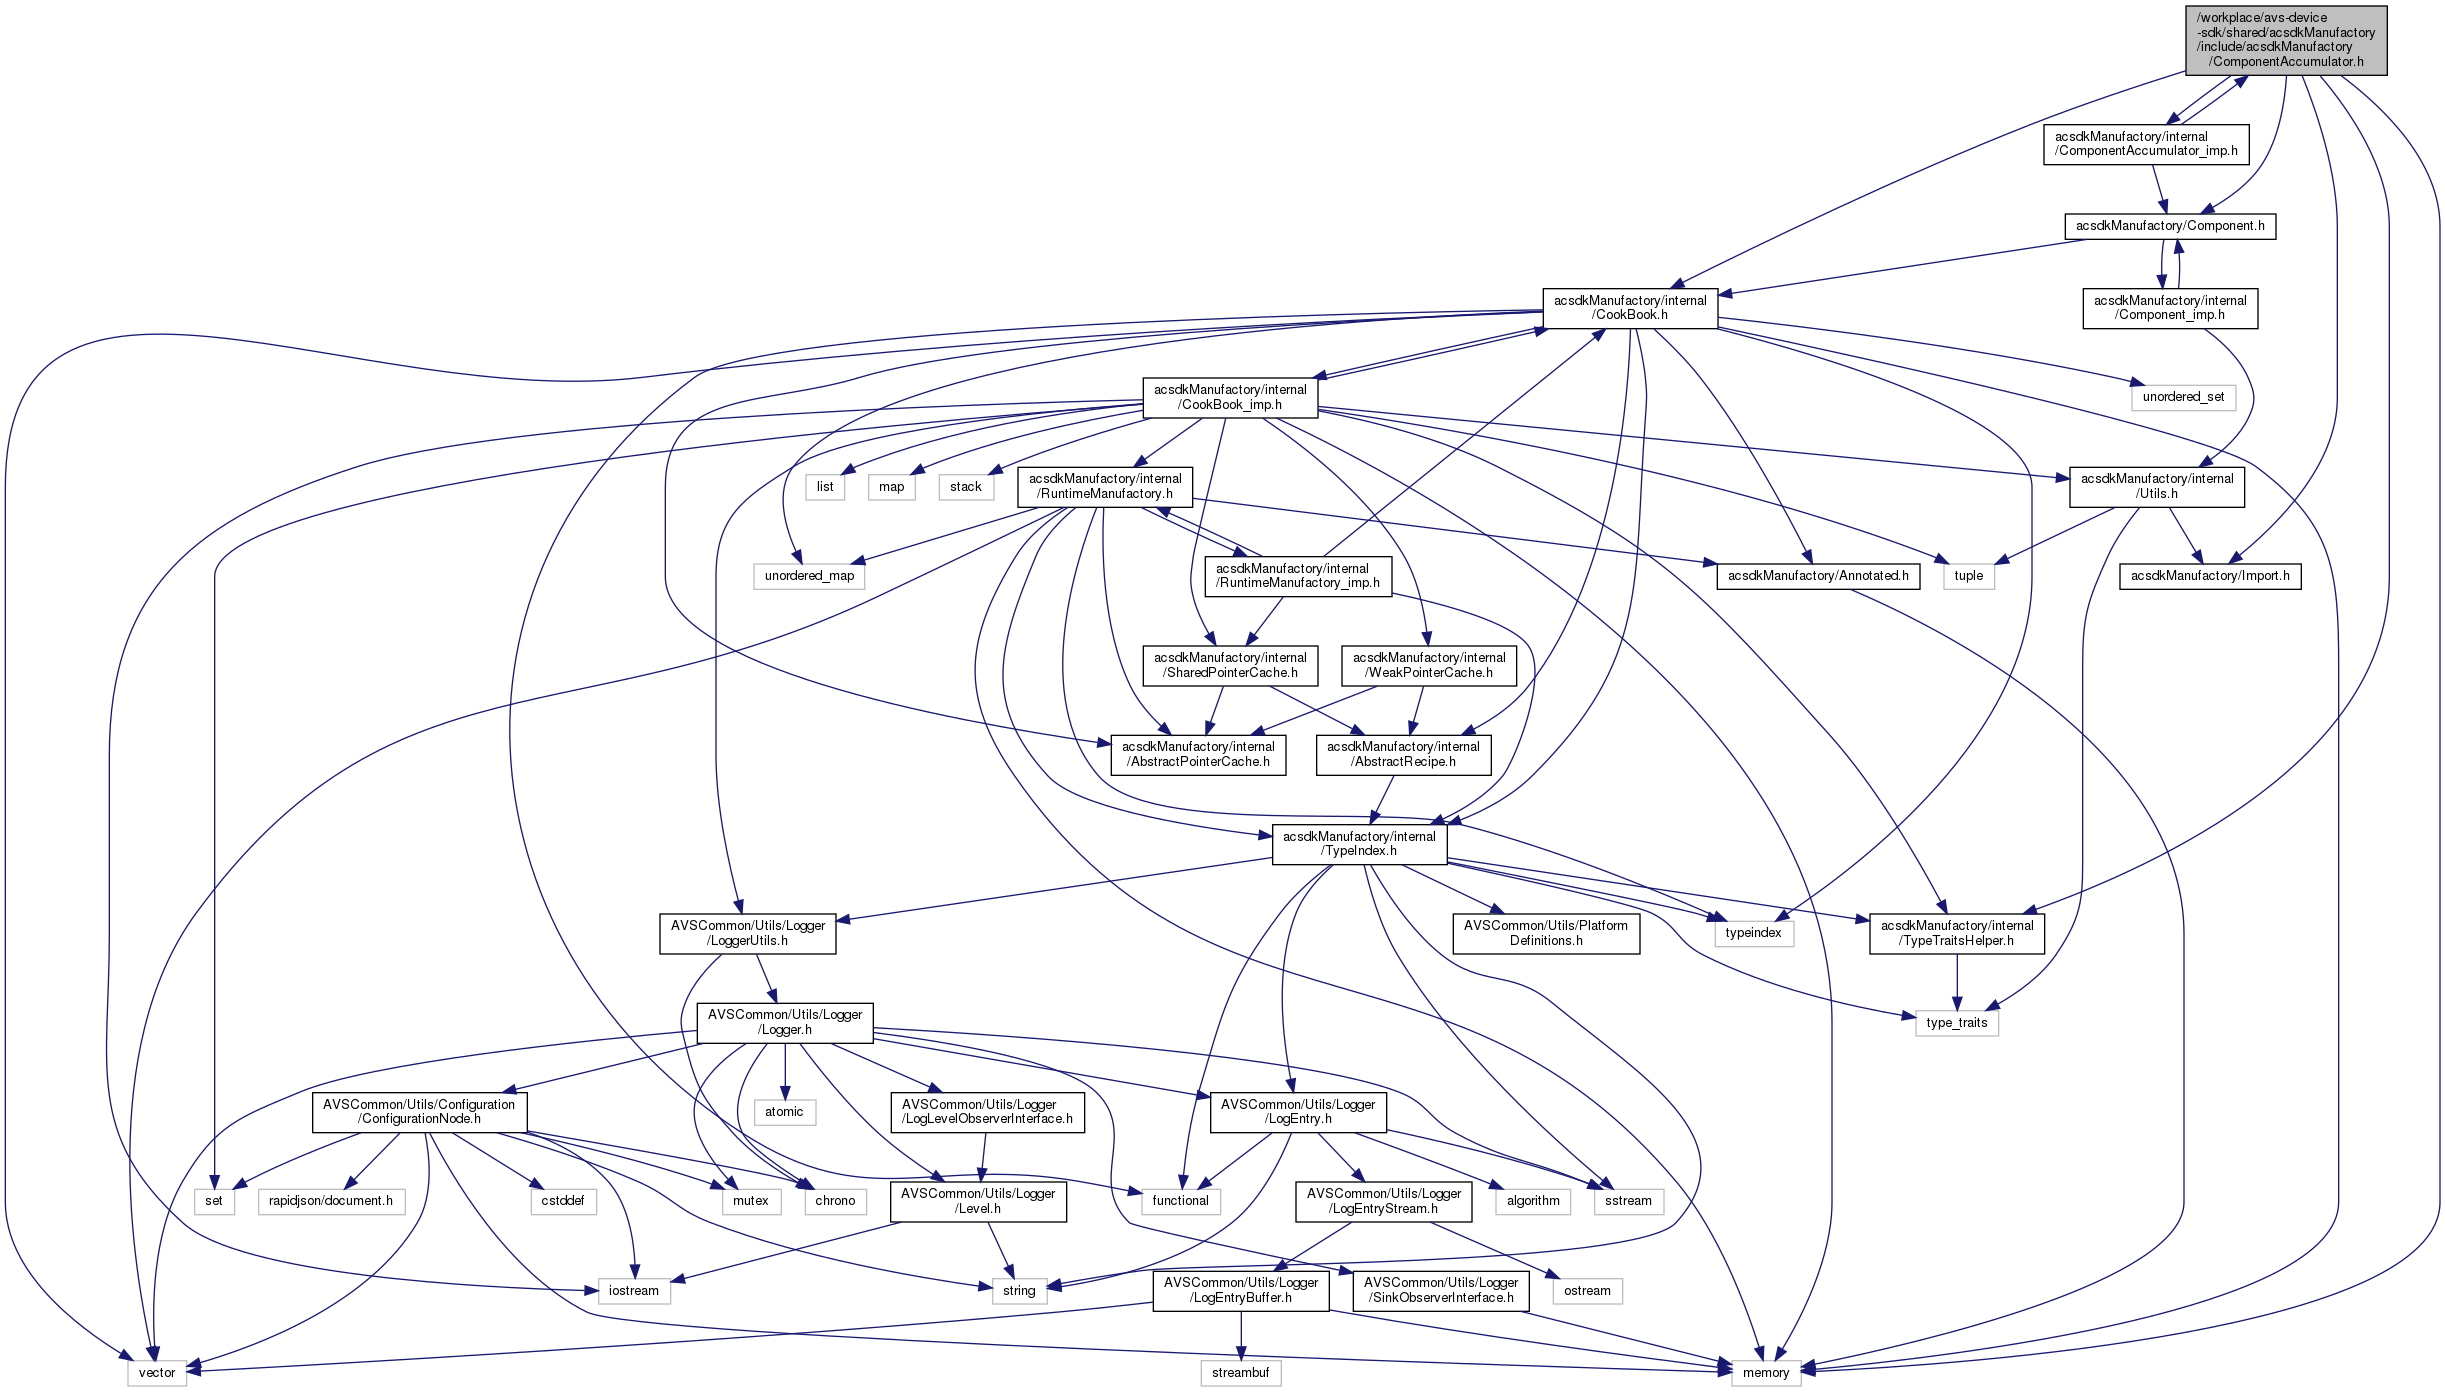 /workplace/avs-device
-sdk/shared/acsdkManufactory
/include/acsdkManufactory
/ComponentAccumulator.h
acsdkManufactory/internal
/ComponentAccumulator_imp.h
acsdkManufactory/Component.h
acsdkManufactory/internal
/CookBook.h
acsdkManufactory/internal
/Component_imp.h
acsdkManufactory/internal
/CookBook_imp.h
unordered_set
list
map
stack
acsdkManufactory/internal
/RuntimeManufactory.h
acsdkManufactory/internal
/Utils.h
unordered_map
acsdkManufactory/internal
/RuntimeManufactory_imp.h
acsdkManufactory/Annotated.h
tuple
acsdkManufactory/Import.h
acsdkManufactory/internal
/SharedPointerCache.h
acsdkManufactory/internal
/WeakPointerCache.h
acsdkManufactory/internal
/AbstractPointerCache.h
acsdkManufactory/internal
/AbstractRecipe.h
acsdkManufactory/internal
/TypeIndex.h
AVSCommon/Utils/Logger
/LoggerUtils.h
AVSCommon/Utils/Platform
Definitions.h
typeindex
acsdkManufactory/internal
/TypeTraitsHelper.h
AVSCommon/Utils/Logger
/Logger.h
type_traits
AVSCommon/Utils/Configuration
/ConfigurationNode.h
atomic
AVSCommon/Utils/Logger
/LogLevelObserverInterface.h
AVSCommon/Utils/Logger
/LogEntry.h
set
rapidjson/document.h
cstddef
mutex
chrono
AVSCommon/Utils/Logger
/Level.h
functional
AVSCommon/Utils/Logger
/LogEntryStream.h
algorithm
sstream
iostream
string
AVSCommon/Utils/Logger
/LogEntryBuffer.h
AVSCommon/Utils/Logger
/SinkObserverInterface.h
ostream
vector
streambuf
memory